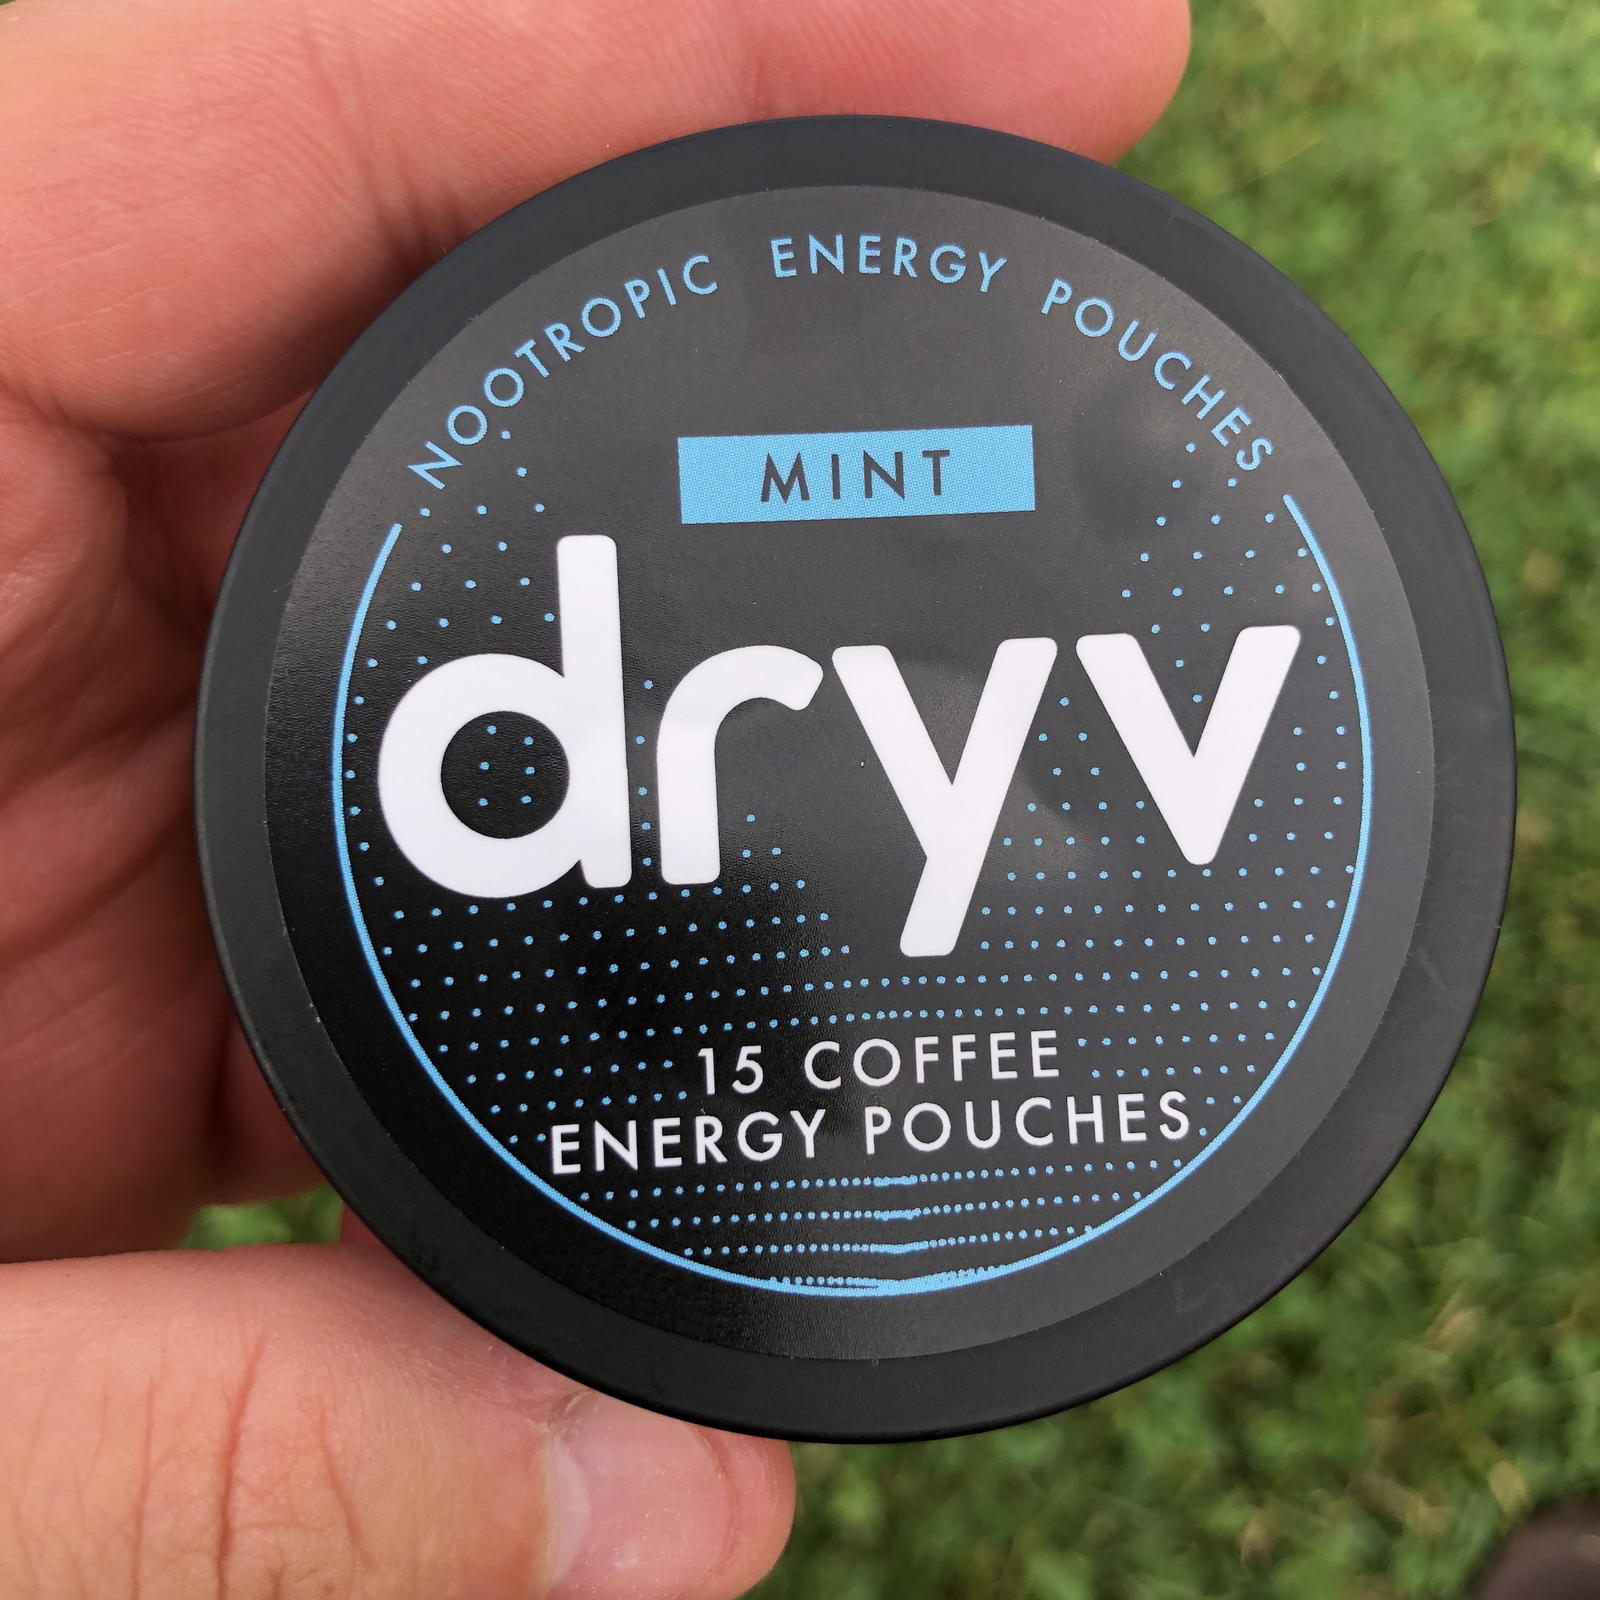 NOOTROPIC ENERGY POUCHES
MINT
dryv
15 COFFEE
ENERGY POUCHES